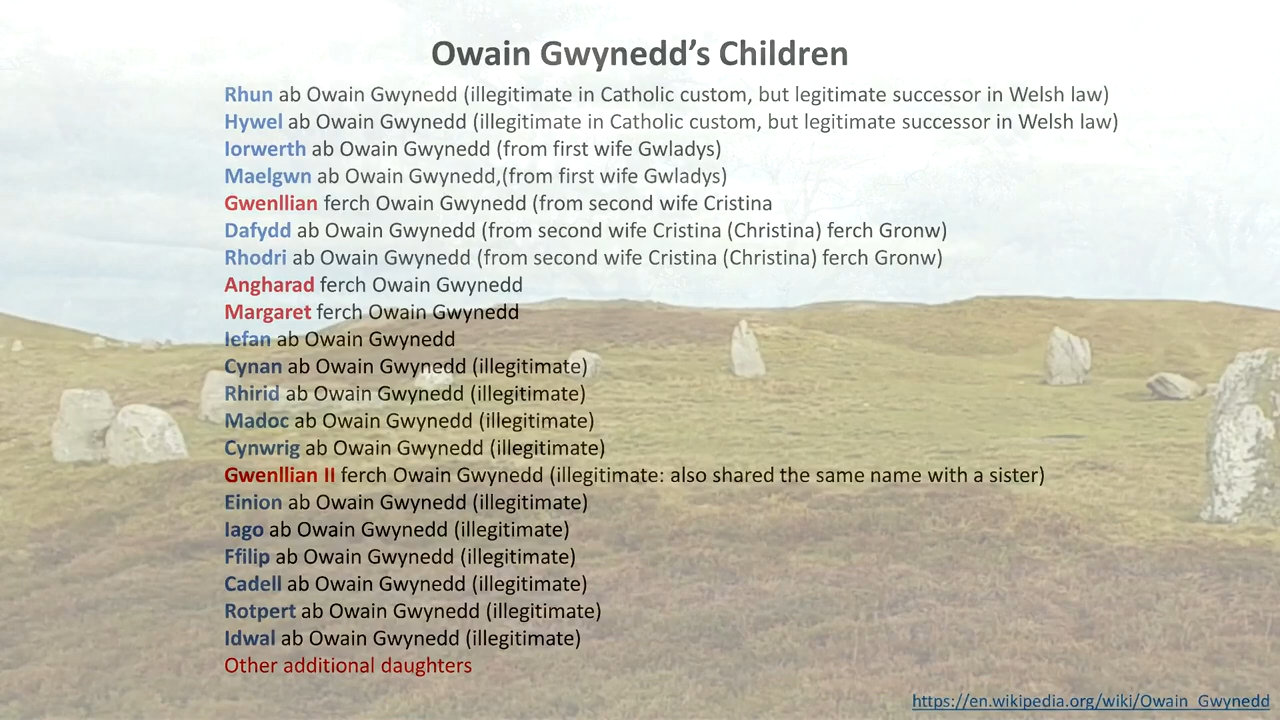 Owain Gwynedd’s Children
Rhun ab Owain Gwynedd (illegitimate in Catholic custom, but legitimate successor in Welsh law)
Hywel ab Owain Gwynedd (illegitimate in Catholic custom, but legitimate successor in Welsh law)
Iorwerth ab Owain Gwynedd (from first wife Gwladys)
Maelgwn ab Owain Gwynedd,(from first wife Gwladys)
Gwenllian ferch Owain Gwynedd (from second wife Cristina
Dafydd ab Owain Gwynedd (from second wife Cristina (Christina) ferch Gronw)
Rhodri ab Owain Gwynedd (from second wife Cristina (Christina) ferch Gronw)
Angharad ferch Owain Gwynedd
Margaret ferch Owain Gwynedd
Iefan ab Owain Gwynedd
Cynan ab Owain Gwynedd (illegitimate)
Rhirid ab Owain Gwynedd (illegitimate)
Madoc ab Owain Gwynedd (illegitimate)
Cynwrig ab Owain Gwynedd (illegitimate)
Gwenllian II ferch Owain Gwynedd (illegitimate: also shared the same name with a sister)
Einion ab Owain Gwynedd (illegitimate)
Iago ab Owain Gwynedd (illegitimate)
Ffilip ab Owain Gwynedd (illegitimate)
Cadell ab Owain Gwynedd (illegitimate)
Rotpert ab Owain Gwynedd (illegitimate)
Idwal ab Owain Gwynedd (illegitimate)
Other additional daughters
https://en.wikipedia.org/wiki/Owain_Gwynedd